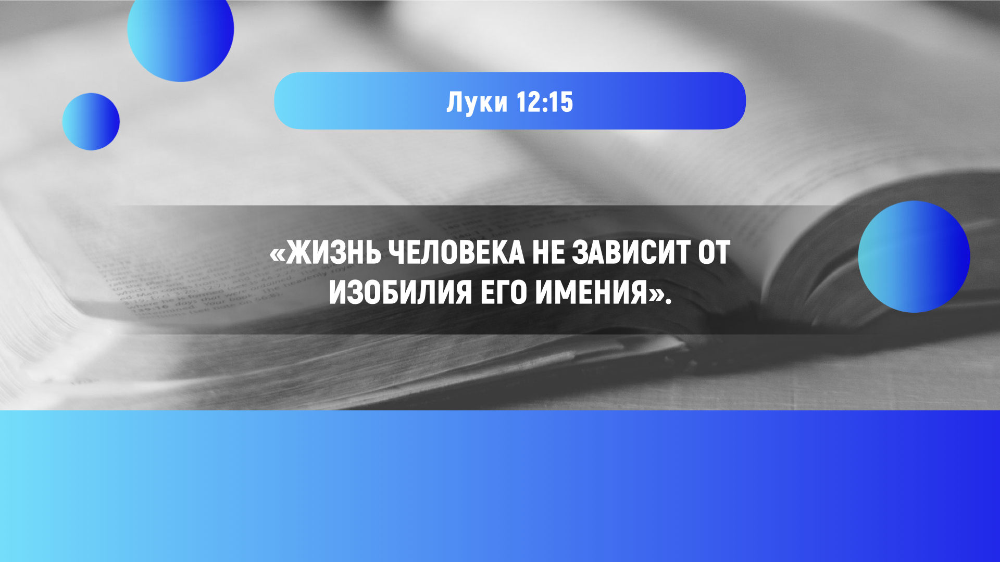 Луки 12:15
«ЖИЗНЬ ЧЕЛОВЕКА НЕ ЗАВИСИТ ОТ
ИЗОБИЛИЯ ЕГО ИМЕНИЯ».